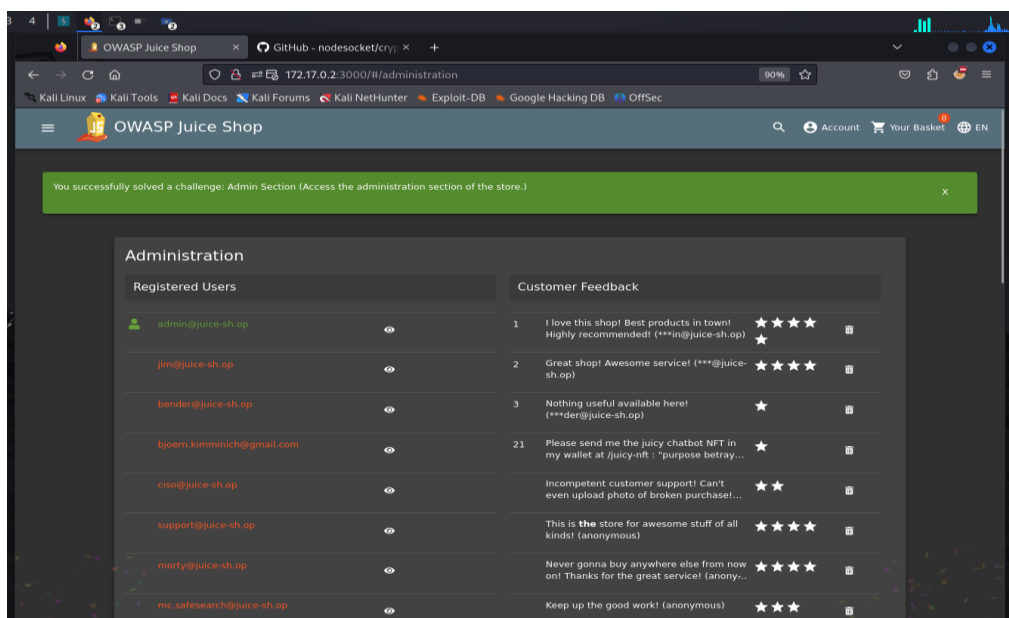 3 4
2 3 2
OWASP Juice Shop × GitHub - nodesocket/cryp × +
172.17.0.2:3000/#/administration 90%
Kali Linux Kali Tools Kali Docs Kali Forums Kali NetHunter Exploit-DB Google Hacking DB OffSec
OWASP Juice Shop Account Your Basket 0 EN
You successfully solved a challenge: Admin Section (Access the administration section of the store.) X
Administration
Registered Users
admin@juice-sh.op
jim@juice-sh.op
bender@juice-sh.op
bjoern.kimminich@gmail.com
ciso@juice-sh.op
support@juice-sh.op
morty@juice-sh.op
mc.safesearch@juice-sh.op
Customer Feedback
1 I love this shop! Best products in town!
Highly recommended! (***in@juice-sh.op)
2 Great shop! Awesome service! (***@juice-
sh.op)
3 Nothing useful available here!
(***der@juice-sh.op)
21 Please send me the juicy chatbot NFT in
my wallet at /juicy-nft : "purpose betray...
Incompetent customer support! Can't
even upload photo of broken purchase!...
This is the store for awesome stuff of all
kinds! (anonymous)
Never gonna buy anywhere else from now
on! Thanks for the great service! (anony...
Keep up the good work! (anonymous)